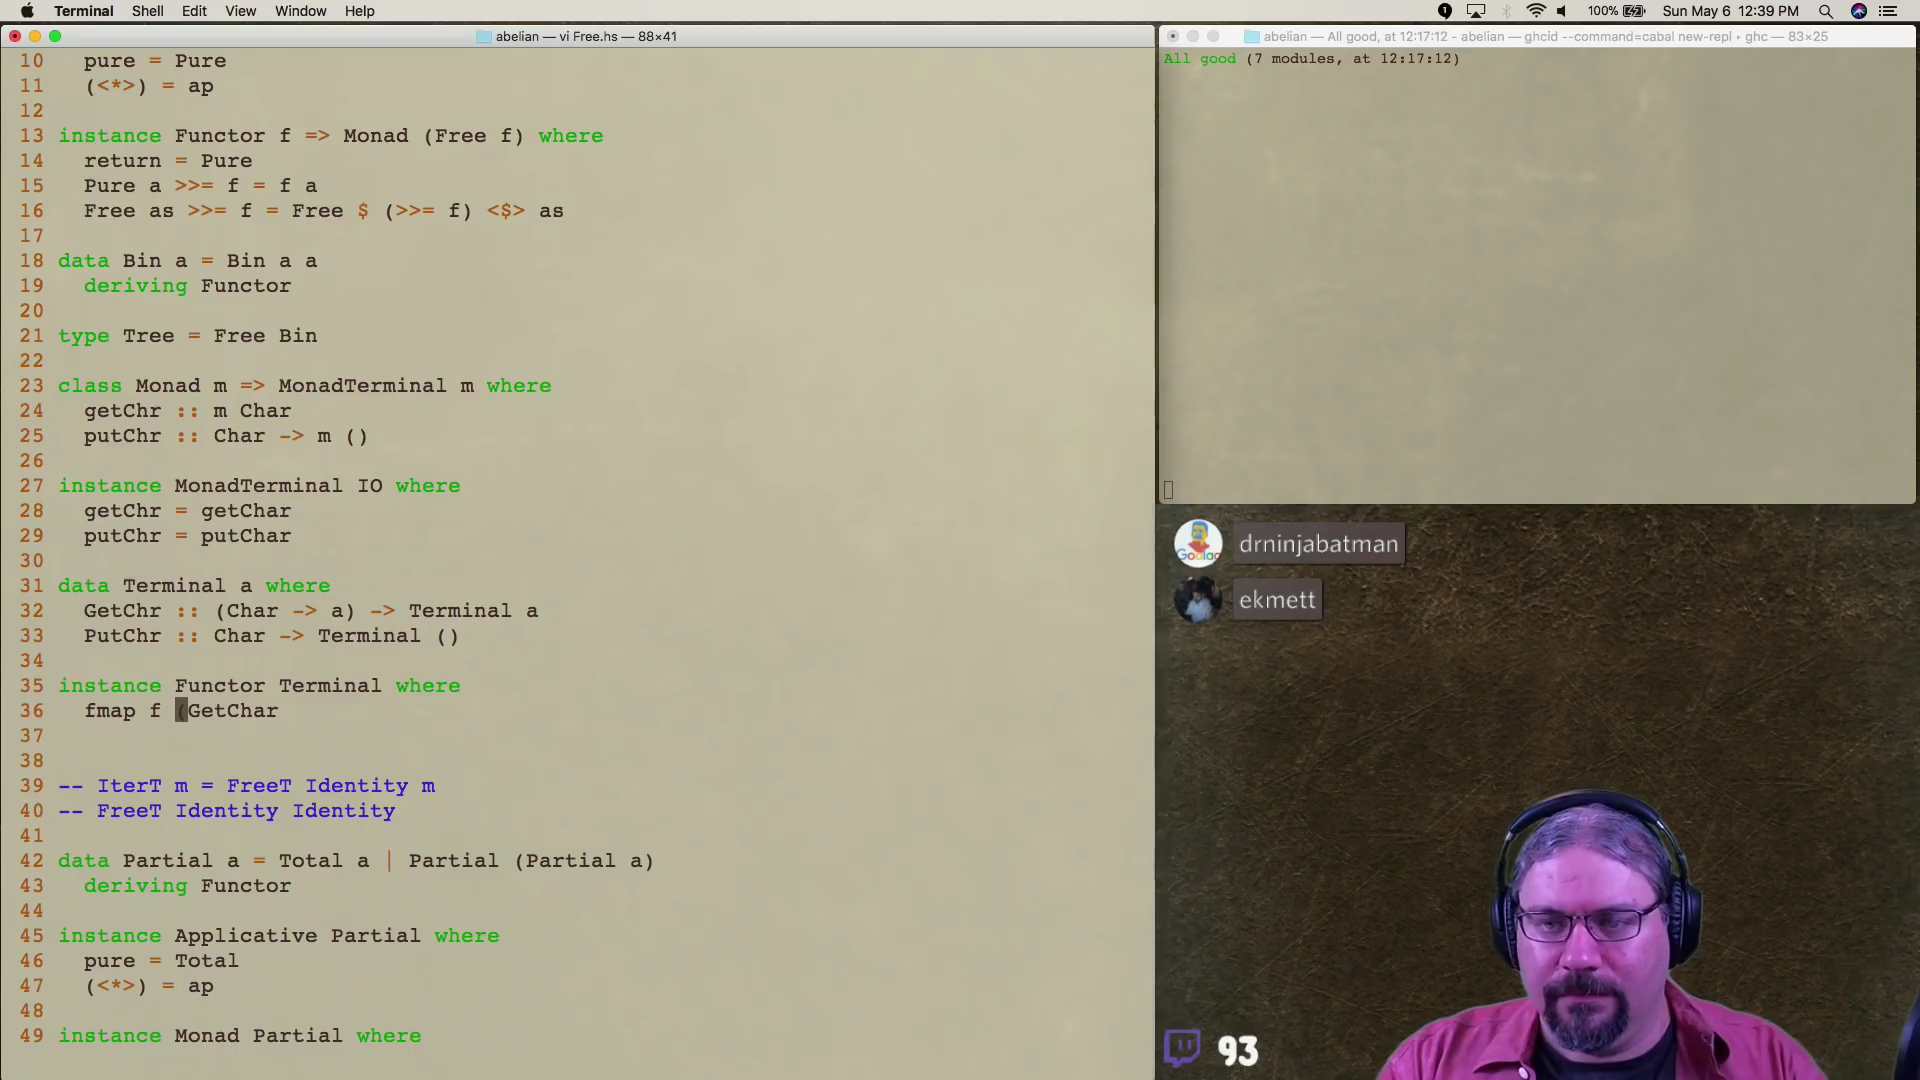 Terminal Shell Edit View Window Help
1 100% Sun May 6 12:39 PM
abelian — vi Free.hs — 88×41
10 pure = Pure
11 (<*>) = ap
12
13 instance Functor f => Monad (Free f) where
14 return = Pure
15 Pure a >>= f = f a
16 Free as >>= f = Free $ (>>= f) <$> as
17
18 data Bin a = Bin a a
19 deriving Functor
20
21 type Tree = Free Bin
22
23 class Monad m => MonadTerminal m where
24 getChr :: m Char
25 putChr :: Char -> m ()
26
27 instance MonadTerminal IO where
28 getChr = getChar
29 putChr = putChar
30
31 data Terminal a where
32 GetChr :: (Char -> a) -> Terminal a
33 PutChr :: Char -> Terminal ()
34
35 instance Functor Terminal where
36 fmap f (GetChar
37
38
39 -- IterT m = FreeT Identity m
40 -- FreeT Identity Identity
41
42 data Partial a = Total a | Partial (Partial a)
43 deriving Functor
44
45 instance Applicative Partial where
46 pure = Total
47 (<*>) = ap
48
49 instance Monad Partial where
abelian — All good, at 12:17:12 - abelian — ghcid --command=cabal new-repl ▸ ghc — 83×25
All good (7 modules, at 12:17:12)
drninjabatman
ekmett
93